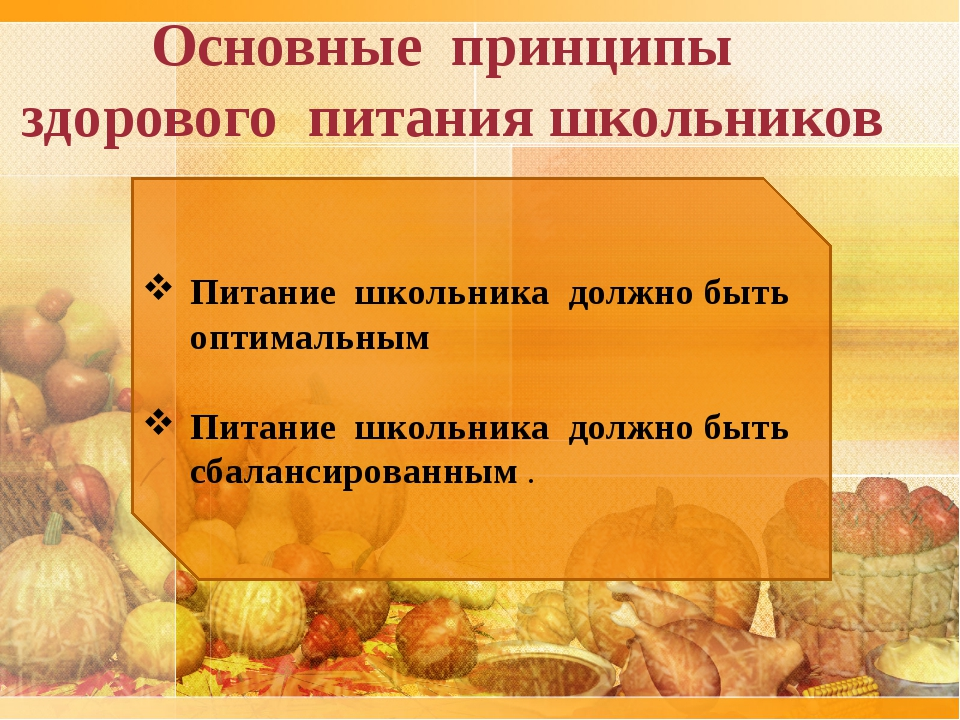 Основные принципы
здорового питания школьников
❖ Питание школьника должно быть
оптимальным
❖ Питание школьника должно быть
сбалансированным .